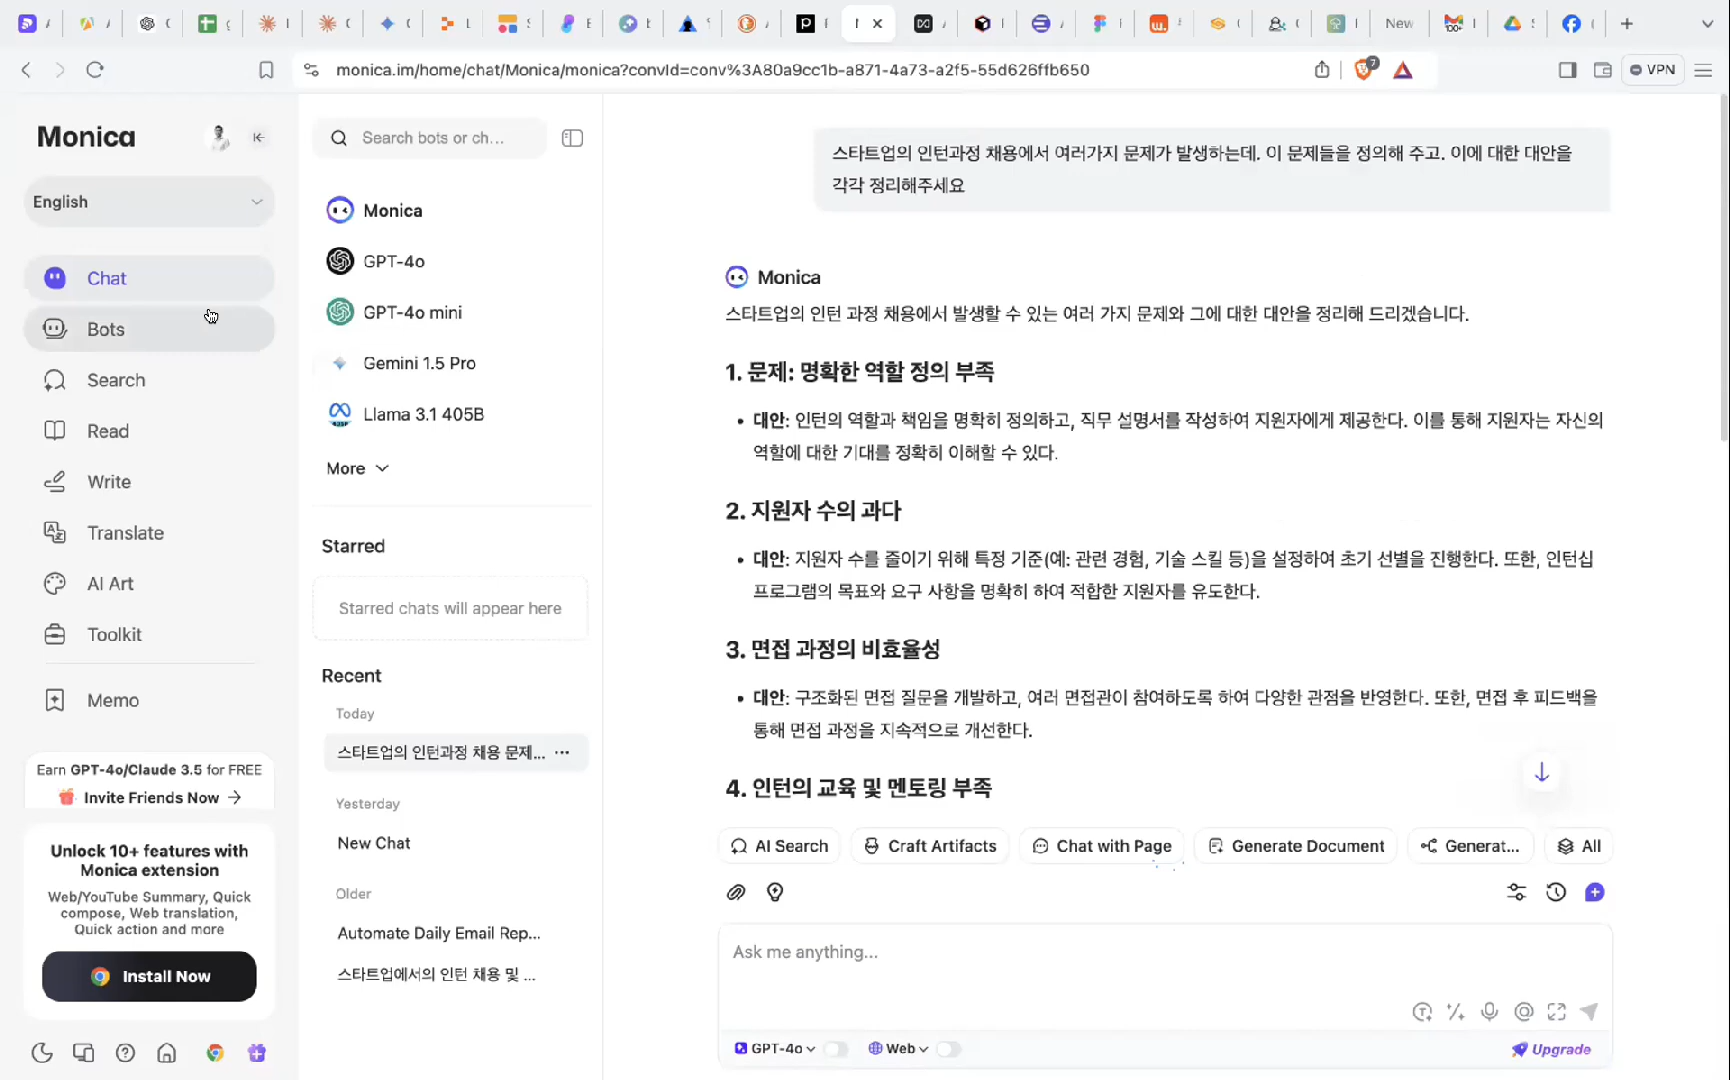 New
monica.im/home/chat/Monica/monica?convId=conv%3A80a9cc1b-a871-4a73-a2f5-55d626ffb650
7
VPN
Monica
English
Chat
Bots
Search
Read
Write
Translate
AI Art
Toolkit
Memo
Earn GPT-4o/Claude 3.5 for FREE
Invite Friends Now →
Unlock 10+ features with
Monica extension
Web/YouTube Summary, Quick
compose, Web translation,
Quick action and more
Install Now
Search bots or ch...
Monica
GPT-4o
GPT-4o mini
Gemini 1.5 Pro
Llama 3.1 405B
More
Starred
Starred chats will appear here
Recent
Today
스타트업의 인턴과정 채용 문제...
Yesterday
New Chat
Older
Automate Daily Email Rep...
스타트업에서의 인턴 채용 및 ...
스타트업의 인턴과정 채용에서 여러가지 문제가 발생하는데. 이 문제들을 정의해 주고. 이에 대한 대안을
각각 정리해주세요
Monica
스타트업의 인턴 과정 채용에서 발생할 수 있는 여러 가지 문제와 그에 대한 대안을 정리해 드리겠습니다.
1. 문제: 명확한 역할 정의 부족
• 대안: 인턴의 역할과 책임을 명확히 정의하고, 직무 설명서를 작성하여 지원자에게 제공한다. 이를 통해 지원자는 자신의
역할에 대한 기대를 정확히 이해할 수 있다.
2. 지원자 수의 과다
• 대안: 지원자 수를 줄이기 위해 특정 기준(예: 관련 경험, 기술 스킬 등)을 설정하여 초기 선별을 진행한다. 또한, 인턴십
프로그램의 목표와 요구 사항을 명확히 하여 적합한 지원자를 유도한다.
3. 면접 과정의 비효율성
• 대안: 구조화된 면접 질문을 개발하고, 여러 면접관이 참여하도록 하여 다양한 관점을 반영한다. 또한, 면접 후 피드백을
통해 면접 과정을 지속적으로 개선한다.
4. 인턴의 교육 및 멘토링 부족
AI Search
Craft Artifacts
Chat with Page
Generate Document
Generat...
All
Ask me anything...
GPT-4o
Web
Upgrade